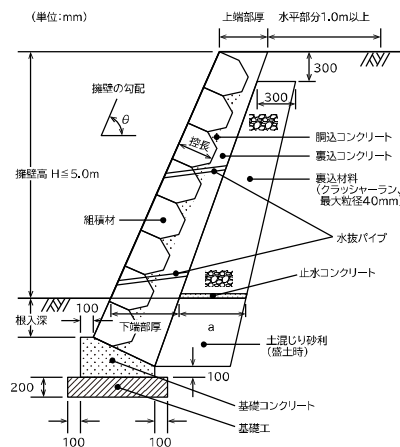 (単位:mm)
上端部厚
水平部分1.0m以上
300
擁壁の勾配
θ
300
控長
胴込コンクリート
裏込コンクリート
裏込材料
(クラッシャーラン、
最大粒径40mm)
擁壁高 H≦5.0m
組積材
水抜パイプ
止水コンクリート
根入深
100
下端部厚
a
土混じり砂利
(盛土時)
100
200
基礎コンクリート
基礎工
100
100